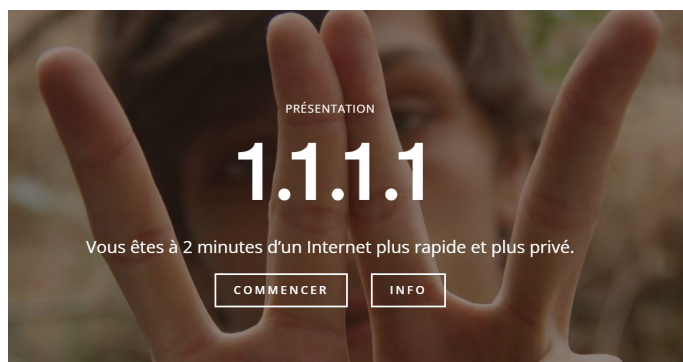 PRÉSENTATION
1.1.1.1
Vous êtes à 2 minutes d’un Internet plus rapide et plus privé.
COMMENCER
INFO